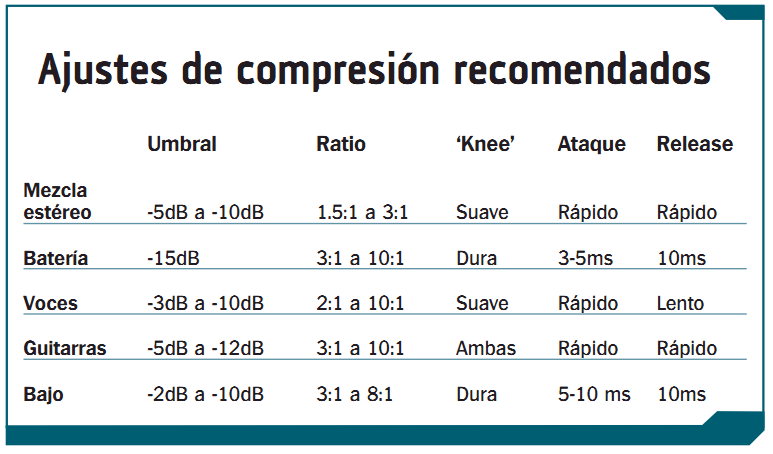 Ajustes de compresión recomendados
Umbral Ratio ‘Knee’ Ataque Release
Mezcla
estéreo -5dB a -10dB 1.5:1 a 3:1 Suave Rápido Rápido
Batería -15dB 3:1 a 10:1 Dura 3-5ms 10ms
Voces -3dB a -10dB 2:1 a 10:1 Suave Rápido Lento
Guitarras -5dB a -12dB 3:1 a 10:1 Ambas Rápido Rápido
Bajo -2dB a -10dB 3:1 a 8:1 Dura 5-10 ms 10ms